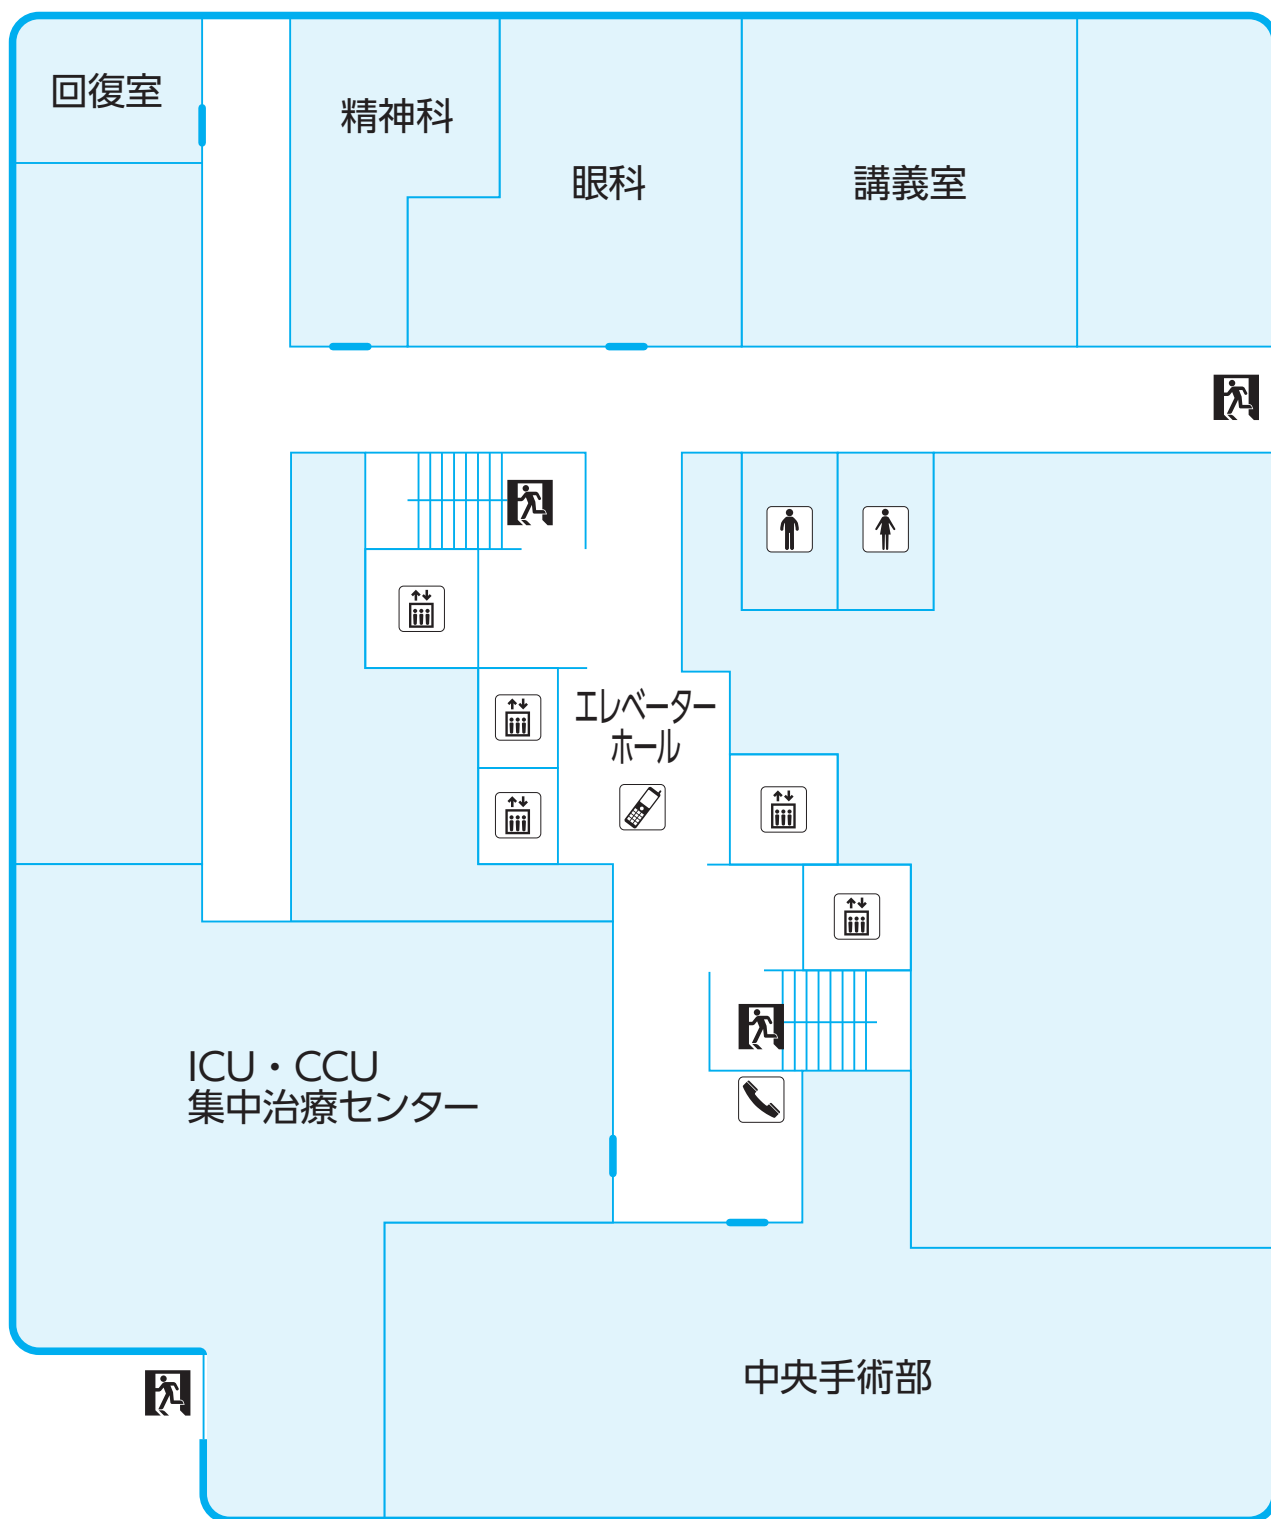 回復室
精神科
眼科
講義室
エレベーター
ホール
ICU・CCU
集中治療センター
中央手術部